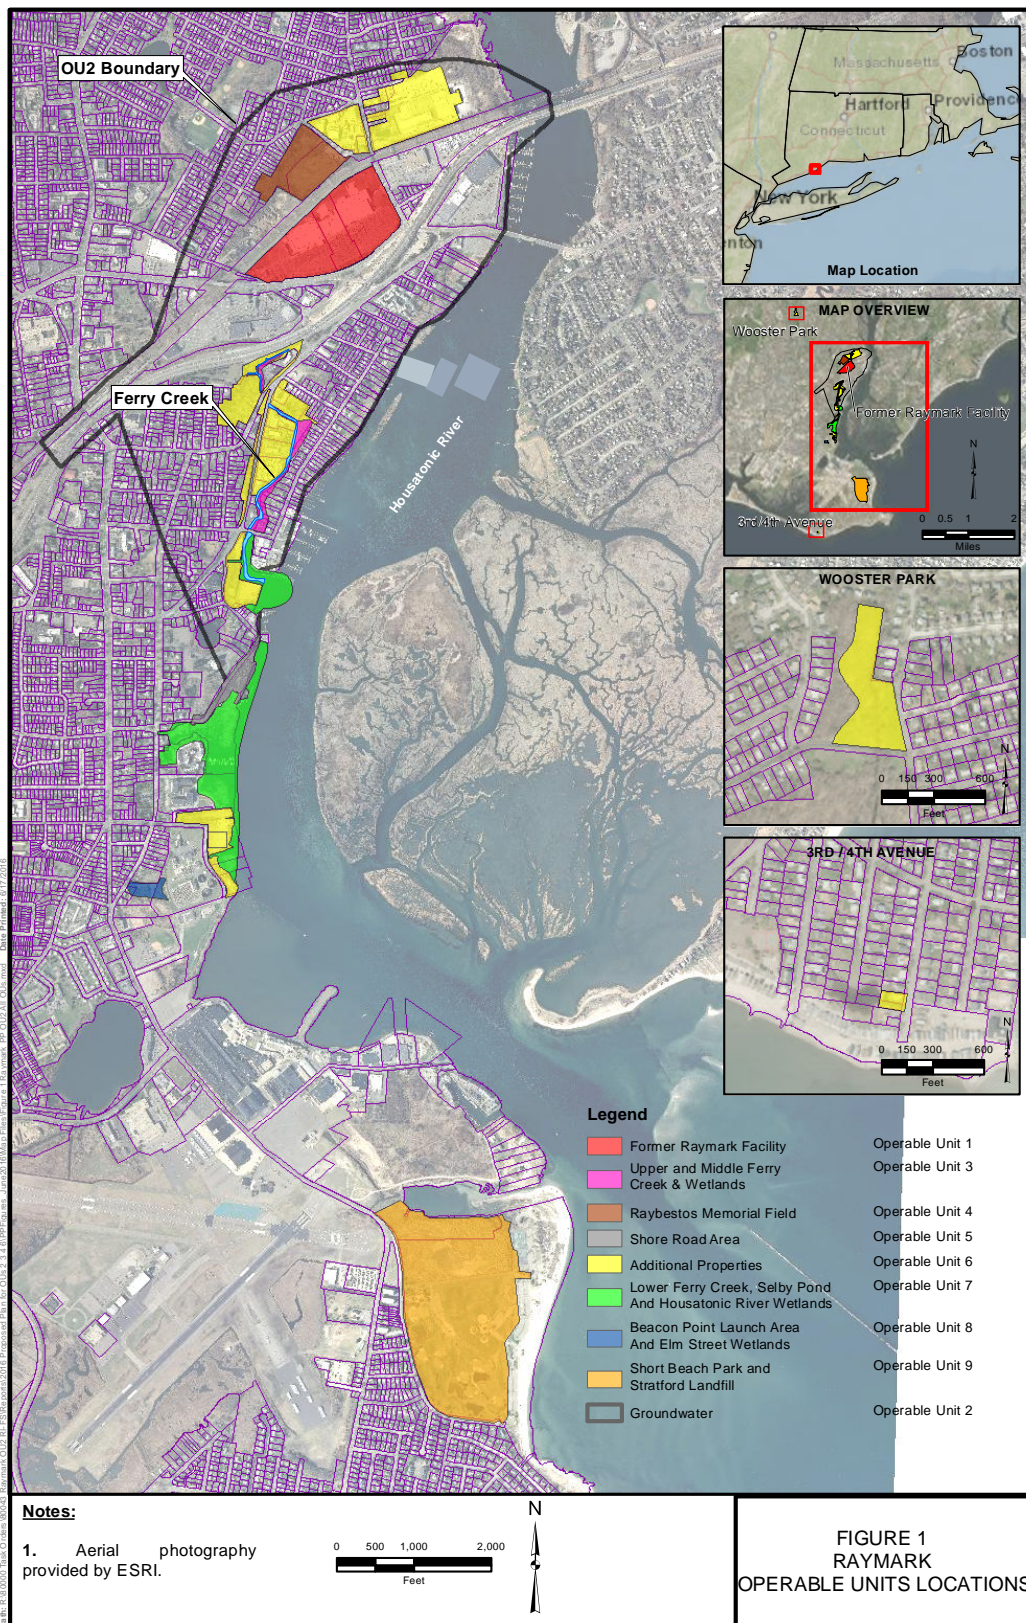 OU2 Boundary
Ferry Creek
Housatonic River
Massachusetts
Boston
Hartford
Providence
Connecticut
New York
enton
Map Location
MAP OVERVIEW
Wooster Park
Former Raymark Facility
3rd/4th Avenue
N
0 0.5 1 2
Miles
WOOSTER PARK
N
0 150 300 600
Feet
3RD / 4TH AVENUE
N
0 150 300 600
Feet
Legend
Former Raymark Facility Operable Unit 1
Upper and Middle Ferry Operable Unit 3
Creek & Wetlands
Raybestos Memorial Field Operable Unit 4
Shore Road Area Operable Unit 5
Additional Properties Operable Unit 6
Lower Ferry Creek, Selby Pond Operable Unit 7
And Housatonic River Wetlands
Beacon Point Launch Area Operable Unit 8
And Elm Street Wetlands
Short Beach Park and Operable Unit 9
Stratford Landfill
Groundwater Operable Unit 2
Notes:
1. Aerial photography
provided by ESRI.
0 500 1,000 2,000
Feet
N
FIGURE 1
RAYMARK
OPERABLE UNITS LOCATIONS
Date Printed: 6/17/2016